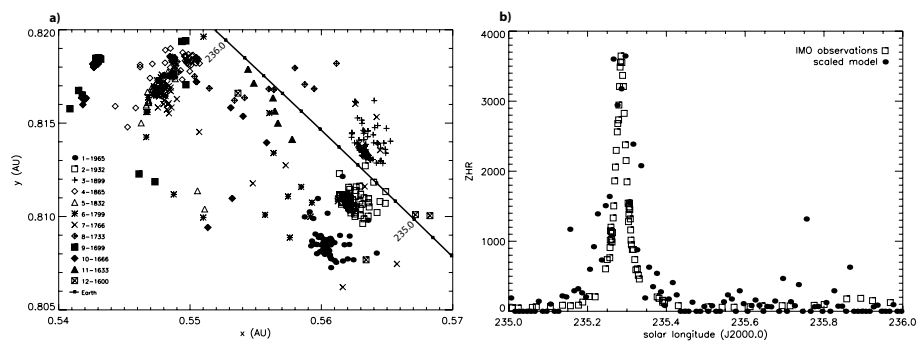 a)
0.820
0.815
0.810
0.805
y (AU)
236.0
235.0
1-1965
2-1932
3-1899
4-1865
5-1832
6-1799
7-1766
8-1733
9-1699
10-1666
11-1633
12-1600
Earth
0.54 0.55 0.56 0.57
x (AU)
b)
4000
3000
2000
1000
0
ZHR
IMO observations
scaled model
235.0 235.2 235.4 235.6 235.8 236.0
solar longitude (J2000.0)